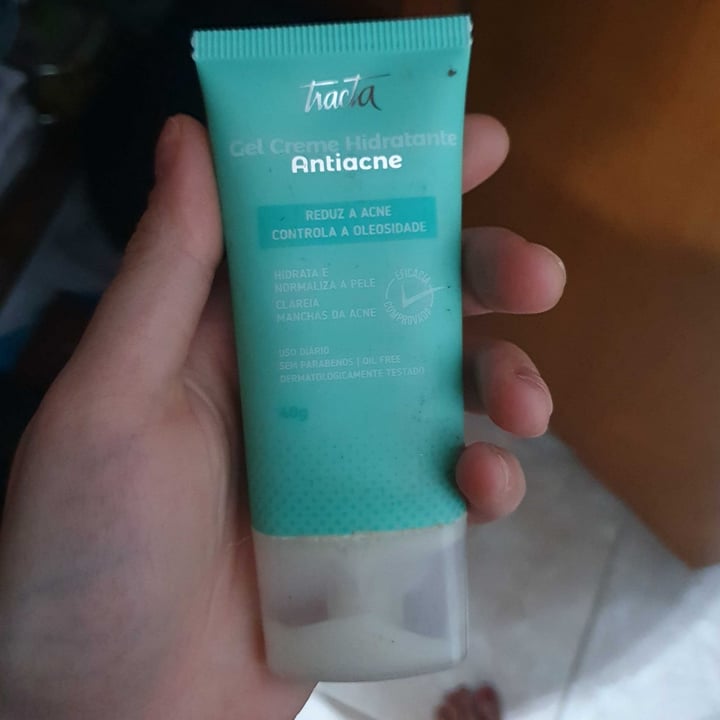 tracta
Gel Creme Hidratante
Antiacne
REDUZ A ACNE
CONTROLA A OLEOSIDADE
HIDRATA E
NORMALIZA A PELE
CLAREIA
MANCHAS DA ACNE
EFICÁCIA
COMPROVADA
USO DIÁRIO
SEM PARABENOS | OIL FREE
DERMATOLOGICAMENTE TESTADO
40g